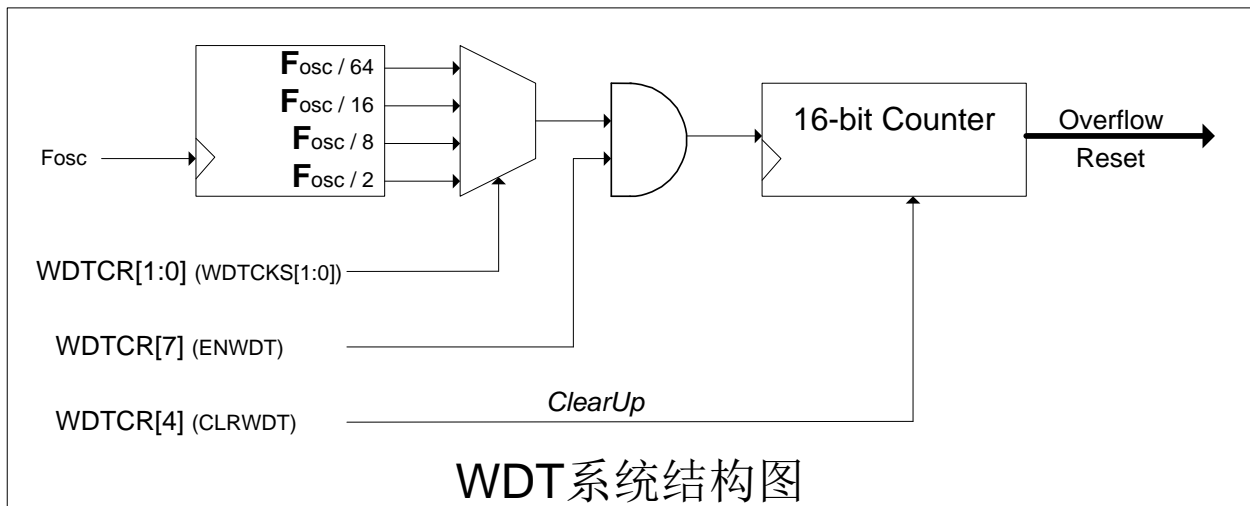 Fosc / 64
Fosc / 16
Fosc / 8
Fosc / 2
Fosc
16-bit Counter
Overflow
Reset
WDTCR[1:0] (WDTCKS[1:0])
WDTCR[7] (ENWDT)
WDTCR[4] (CLRWDT)
ClearUp
WDT系统结构图